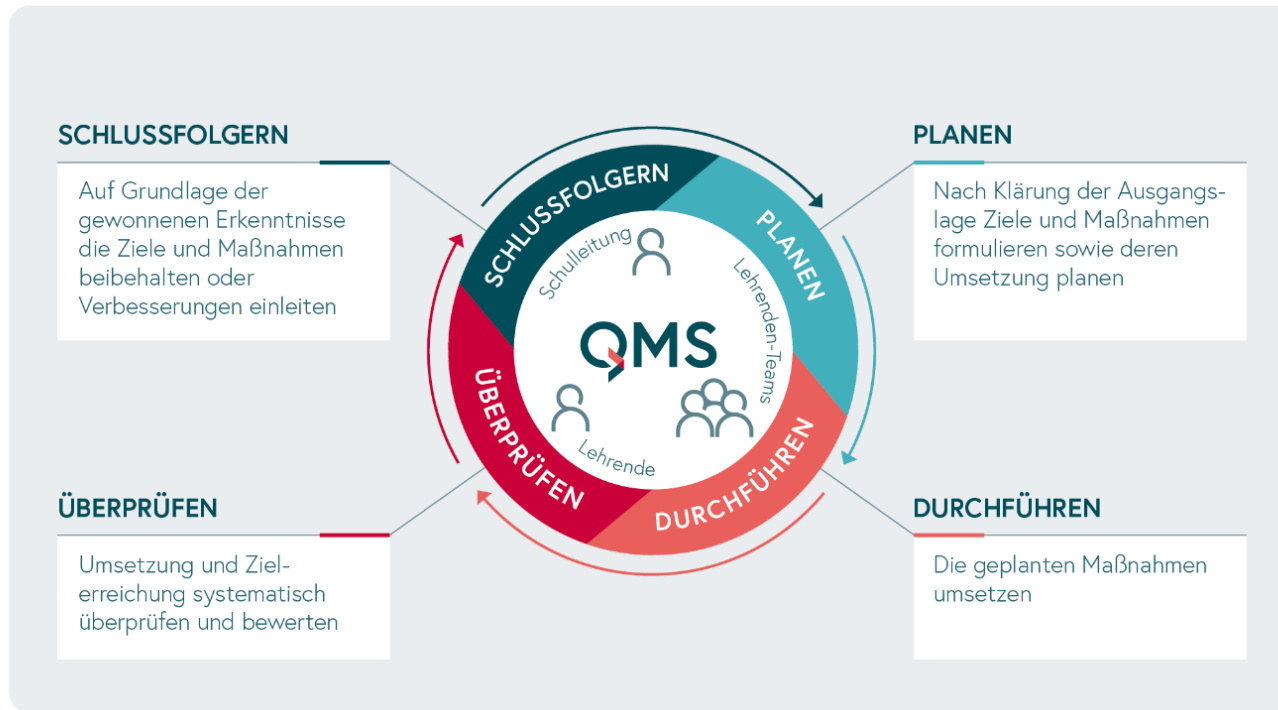 SCHLUSSFOLGERN
Auf Grundlage der
gewonnenen Erkenntnisse
die Ziele und Maßnahmen
beibehalten oder
Verbesserungen einleiten
PLANEN
Nach Klärung der Ausgangs-
lage Ziele und Maßnahmen
formulieren sowie deren
Umsetzung planen
SCHLUSSFOLGERN
PLANEN
DURCHFÜHREN
ÜBERPRÜFEN
Schulleitung
Lehrenden-Teams
Lehrende
QMS
ÜBERPRÜFEN
Umsetzung und Ziel-
erreichung systematisch
überprüfen und bewerten
DURCHFÜHREN
Die geplanten Maßnahmen
umsetzen